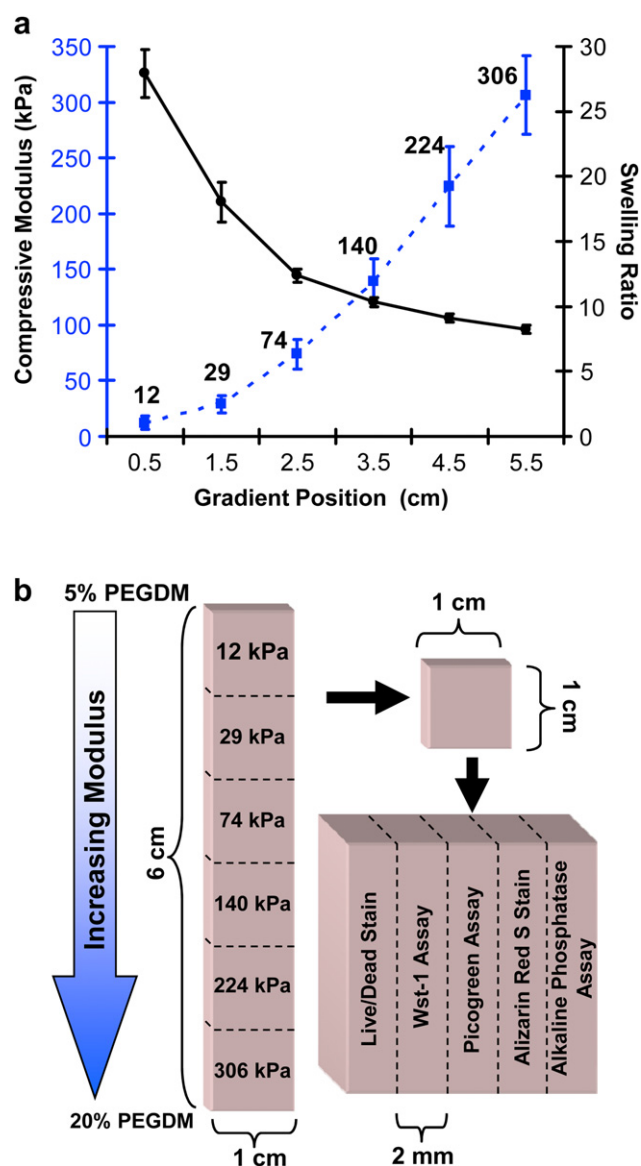 a
Compressive Modulus (kPa)
350
300
250
200
150
100
50
0
12
29
74
140
224
306
30
25
20
15
10
5
0
Swelling Ratio
0.5 1.5 2.5 3.5 4.5 5.5
Gradient Position (cm)
b
5% PEGDM
Increasing Modulus
20% PEGDM
6 cm
12 kPa
29 kPa
74 kPa
140 kPa
224 kPa
306 kPa
1 cm
1 cm
1 cm
Live/Dead Stain
Wst-1 Assay
Picogreen Assay
Alizarin Red S Stain
Alkaline Phosphatase
Assay
2 mm